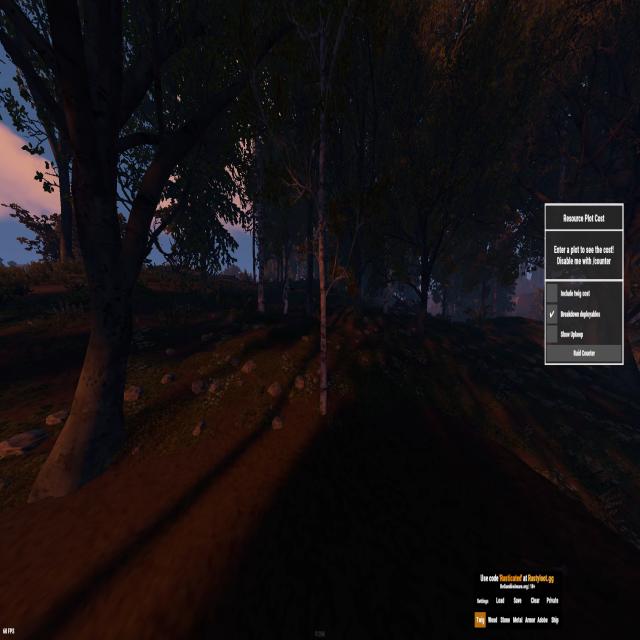 Resource Plot Cost
Enter a plot to see the cost!
Disable me with /counter
Include twig cost
Breakdown deployables
Show Upkeep
Raid Counter
Use code 'Rusticated' at Rustyloot.gg
Settings Load Save Clear Private
Twig Wood Stone Metal Armor Adobe Skip
60 FPS